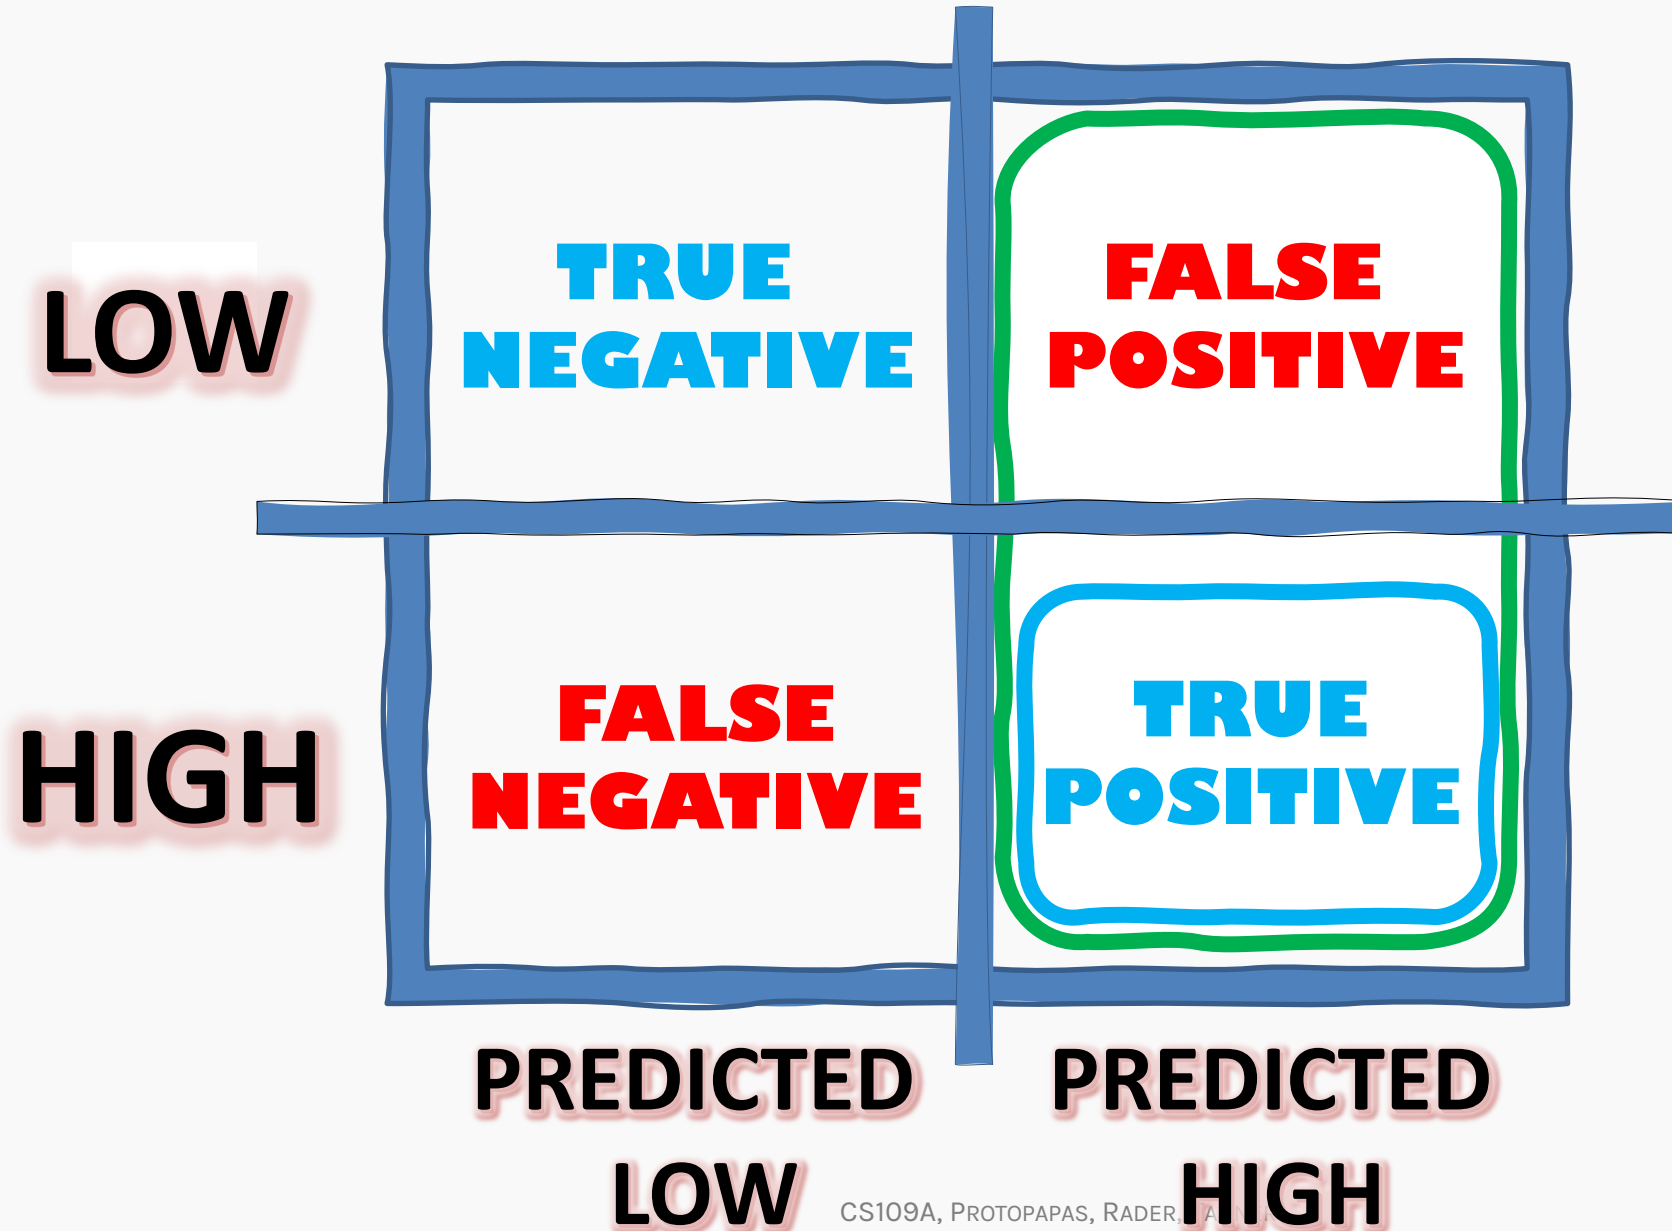 LOW
TRUE
NEGATIVE
FALSE
POSITIVE
HIGH
FALSE
NEGATIVE
TRUE
POSITIVE
PREDICTED
LOW
PREDICTED
HIGH
CS109A, PROTOPAPAS, RADER,